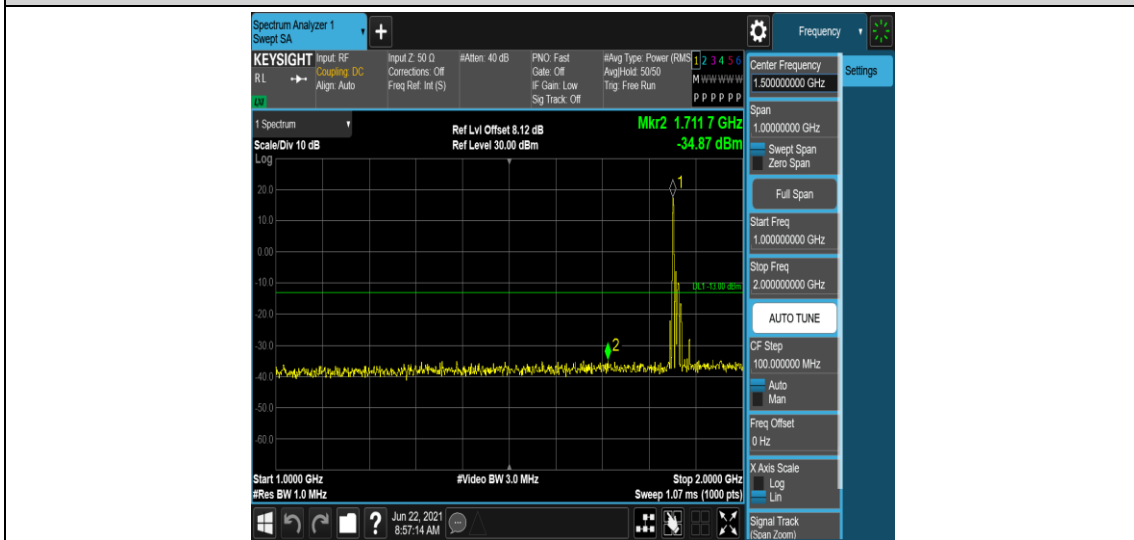 Spectrum Analyzer 1
Swept SA
+
Frequency
KEYSIGHT
RL
LXI
Input: RF
Coupling: DC
Align: Auto
Input Z: 50 Ω
Corrections: Off
Freq Ref: Int (S)
#Atten: 40 dB
PNO: Fast
Gate: Off
IF Gain: Low
Sig Track: Off
#Avg Type: Power (RMS
Avg|Hold: 50/50
Trig: Free Run
1 2 3 4 5 6
M W W W W W
P P P P P P
1 Spectrum
Scale/Div 10 dB
Log
Ref Lvl Offset 8.12 dB
Ref Level 30.00 dBm
Mkr2 1.711 7 GHz
-34.87 dBm
1
20.0
10.0
0.00
-10.0
DL1 -13.00 dBm
-20.0
-30.0
2
-40.0
-50.0
-60.0
Start 1.0000 GHz
#Res BW 1.0 MHz
#Video BW 3.0 MHz
Stop 2.0000 GHz
Sweep 1.07 ms (1000 pts)
?
Jun 22, 2021
8:57:14 AM
Center Frequency
1.500000000 GHz
Settings
Span
1.00000000 GHz
Swept Span
Zero Span
Full Span
Start Freq
1.000000000 GHz
Stop Freq
2.000000000 GHz
AUTO TUNE
CF Step
100.000000 MHz
Auto
Man
Freq Offset
0 Hz
X Axis Scale
Log
Lin
Signal Track
(Span Zoom)